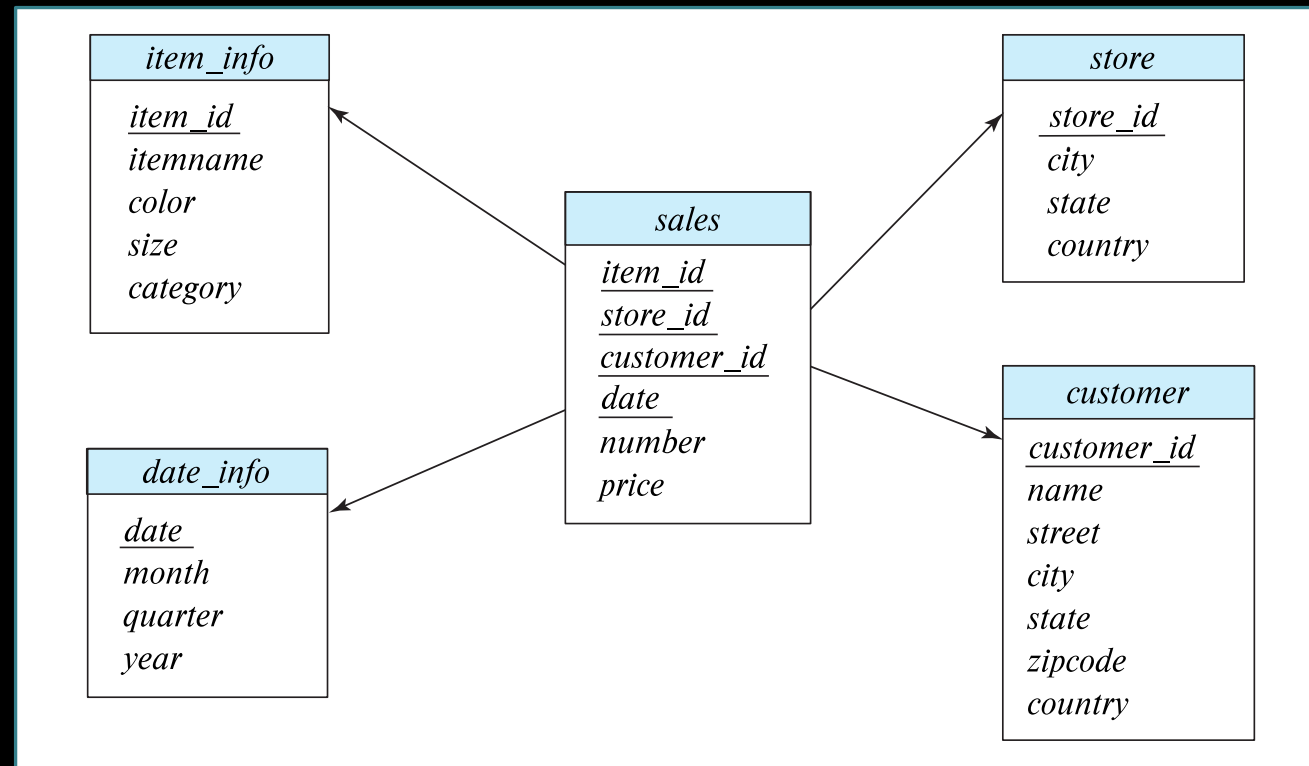 item_info
item_id
itemname
color
size
category
store
store_id
city
state
country
sales
item_id
store_id
customer_id
date
number
price
date_info
date
month
quarter
year
customer
customer_id
name
street
city
state
zipcode
country